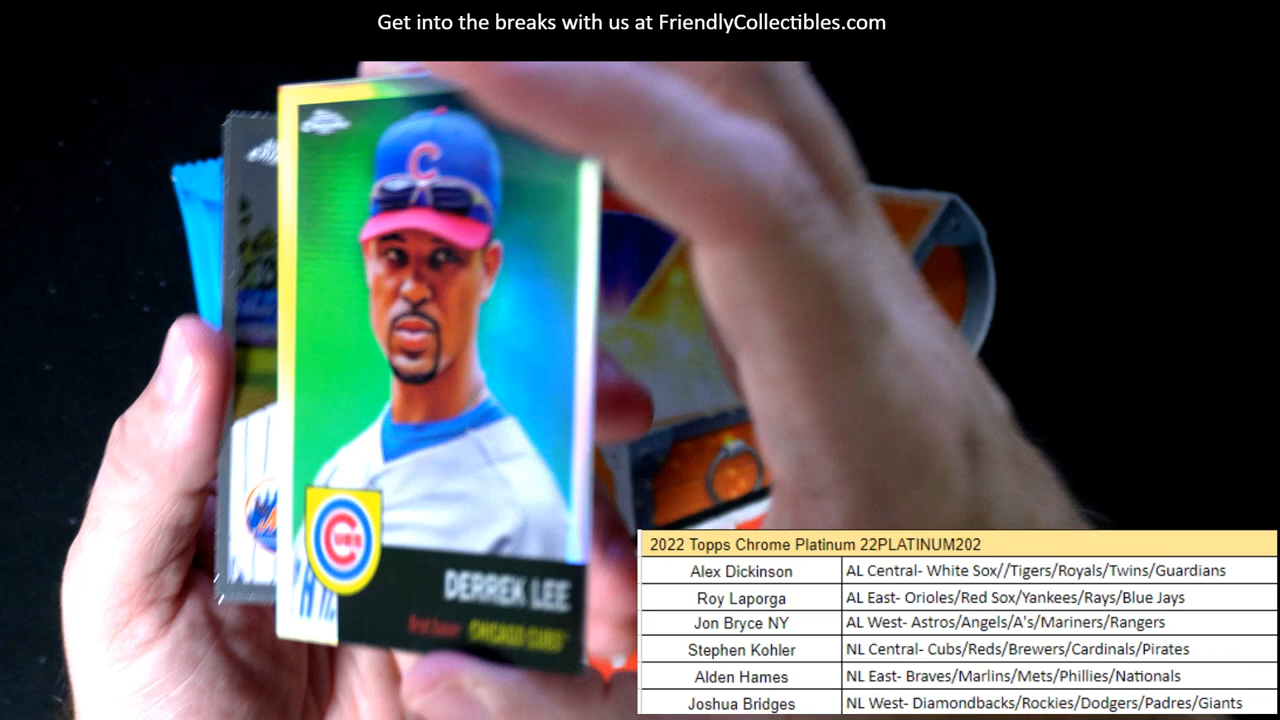 Get into the breaks with us at FriendlyCollectibles.com
C
CUBS
DERREK LEE
First Base CHICAGO CUBS
2022 Topps Chrome Platinum 22PLATINUM202
Alex Dickinson AL Central- White Sox//Tigers/Royals/Twins/Guardians
Roy Laporga AL East- Orioles/Red Sox/Yankees/Rays/Blue Jays
Jon Bryce NY AL West- Astros/Angels/A's/Mariners/Rangers
Stephen Kohler NL Central- Cubs/Reds/Brewers/Cardinals/Pirates
Alden Hames NL East- Braves/Marlins/Mets/Phillies/Nationals
Joshua Bridges NL West- Diamondbacks/Rockies/Dodgers/Padres/Giants